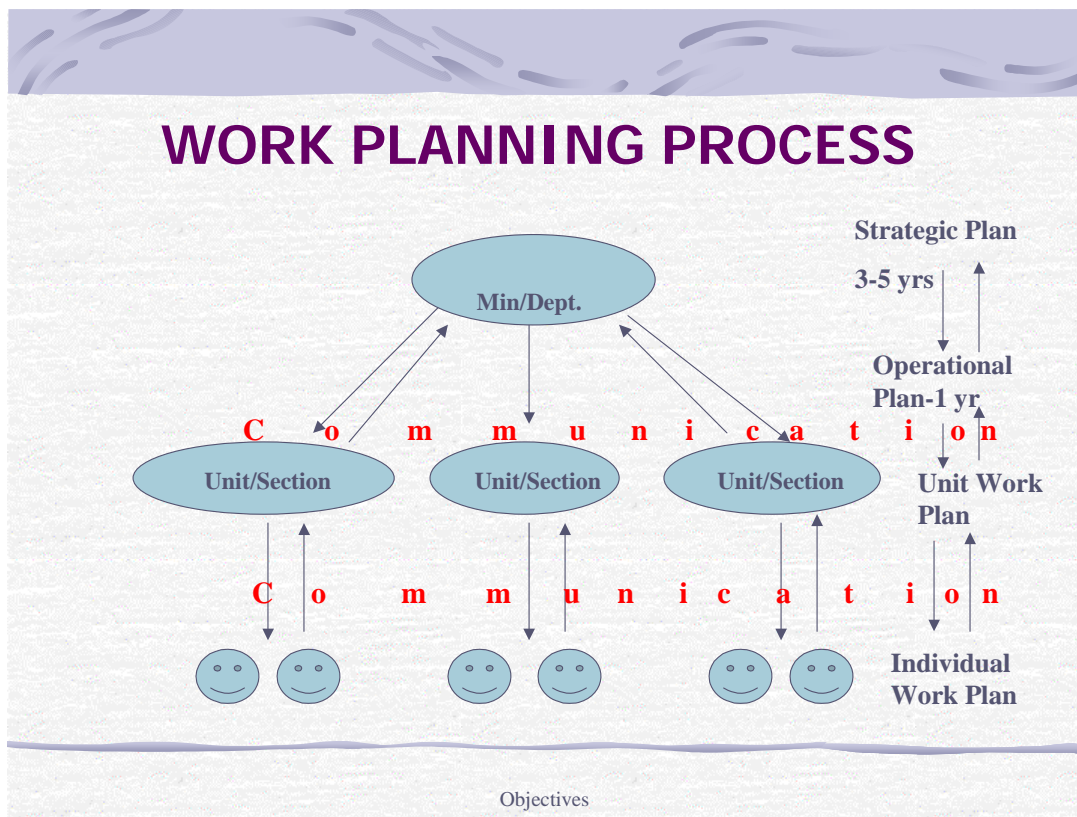 WORK PLANNING PROCESS
Strategic Plan
3-5 yrs
Min/Dept.
Operational
Plan-1 yr
C o m m u n i c a t i o n
Unit/Section Unit/Section Unit/Section
Unit Work
Plan
C o m m u n i c a t i o n
Individual
Work Plan
Objectives